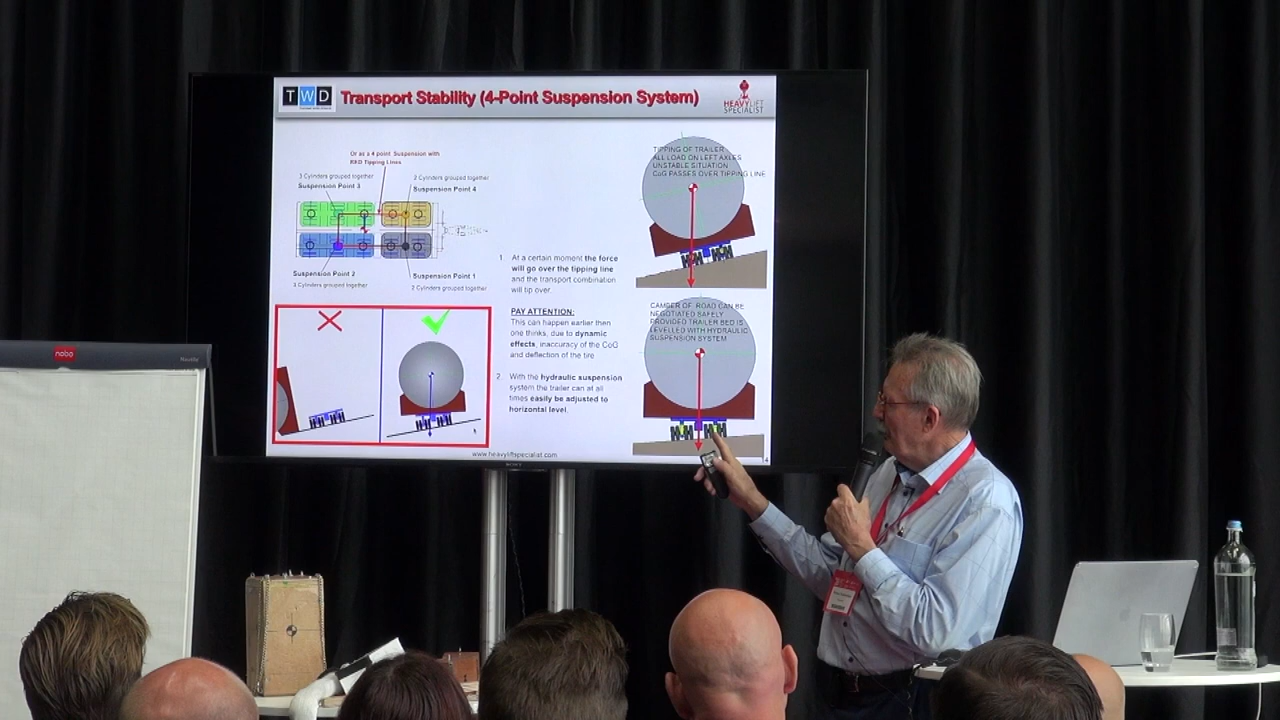 TWD
Transport Stability (4-Point Suspension System)
HEAVYLIFT
SPECIALIST
Or as a 4 point Suspension with
RED Tipping Lines
3 Cylinders grouped together
Suspension Point 3
2 Cylinders grouped together
Suspension Point 4
Suspension Point 2
3 Cylinders grouped together
Suspension Point 1
2 Cylinders grouped together
1. At a certain moment the force
will go over the tipping line
and the transport combination
will tip over.
PAY ATTENTION:
This can happen earlier then
one thinks, due to dynamic
effects, inaccuracy of the CoG
and deflection of the tire
2. With the hydraulic suspension
system the trailer can at all
times easily be adjusted to
horizontal level.
TIPPING OF TRAILER
ALL LOAD ON LEFT AXLES
UNSTABLE SITUATION
CoG PASSES OVER TIPPING LINE
CAMBER OF ROAD CAN BE
NEGOTIATED SAFELY
PROVIDED TRAILER BED IS
LEVELLED WITH HYDRAULIC
SUSPENSION SYSTEM
www.heavyliftspecialist.com
4
SONY
nobo